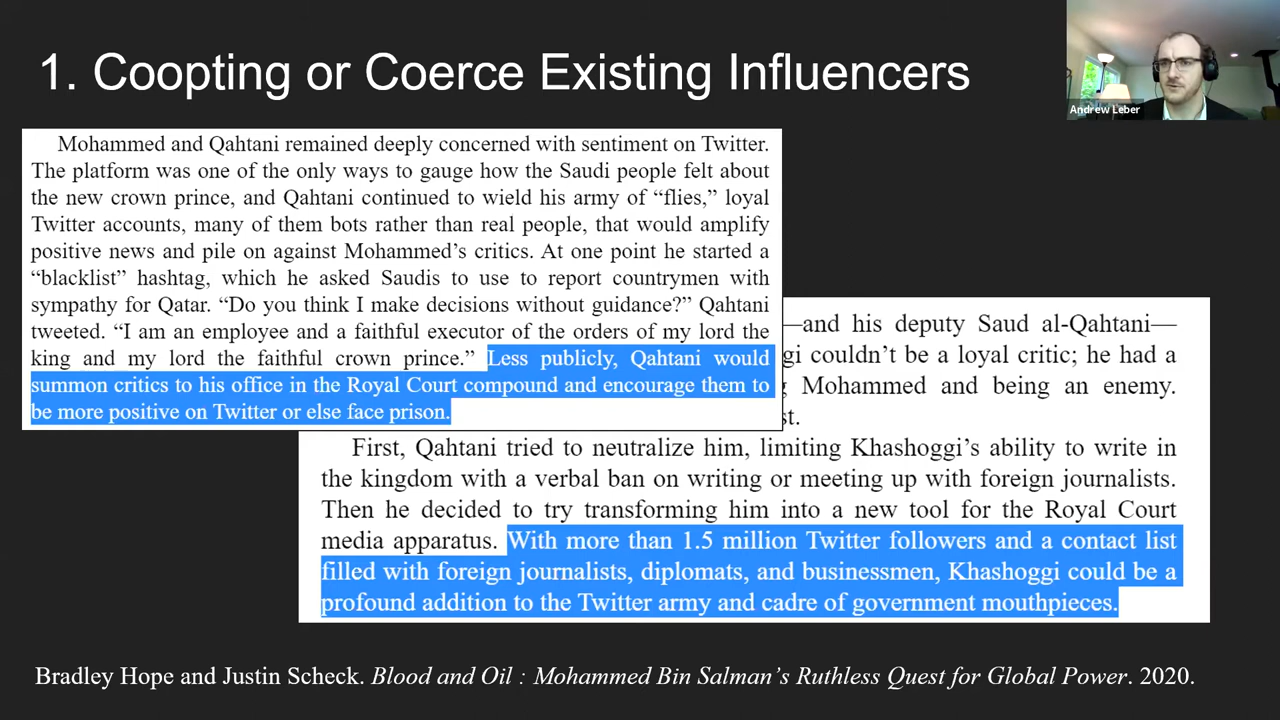 1. Coopting or Coerce Existing Influencers
Andrew Leber
Mohammed and Qahtani remained deeply concerned with sentiment on Twitter.
The platform was one of the only ways to gauge how the Saudi people felt about
the new crown prince, and Qahtani continued to wield his army of “flies,” loyal
Twitter accounts, many of them bots rather than real people, that would amplify
positive news and pile on against Mohammed’s critics. At one point he started a
“blacklist” hashtag, which he asked Saudis to use to report countrymen with
sympathy for Qatar. “Do you think I make decisions without guidance?” Qahtani
tweeted. “I am an employee and a faithful executor of the orders of my lord the
king and my lord the faithful crown prince.” Less publicly, Qahtani would
summon critics to his office in the Royal Court compound and encourage them to
be more positive on Twitter or else face prison.
—and his deputy Saud al-Qahtani—
gi couldn’t be a loyal critic; he had a
g Mohammed and being an enemy.
st.
First, Qahtani tried to neutralize him, limiting Khashoggi’s ability to write in
the kingdom with a verbal ban on writing or meeting up with foreign journalists.
Then he decided to try transforming him into a new tool for the Royal Court
media apparatus. With more than 1.5 million Twitter followers and a contact list
filled with foreign journalists, diplomats, and businessmen, Khashoggi could be a
profound addition to the Twitter army and cadre of government mouthpieces.
Bradley Hope and Justin Scheck. Blood and Oil : Mohammed Bin Salman’s Ruthless Quest for Global Power. 2020.